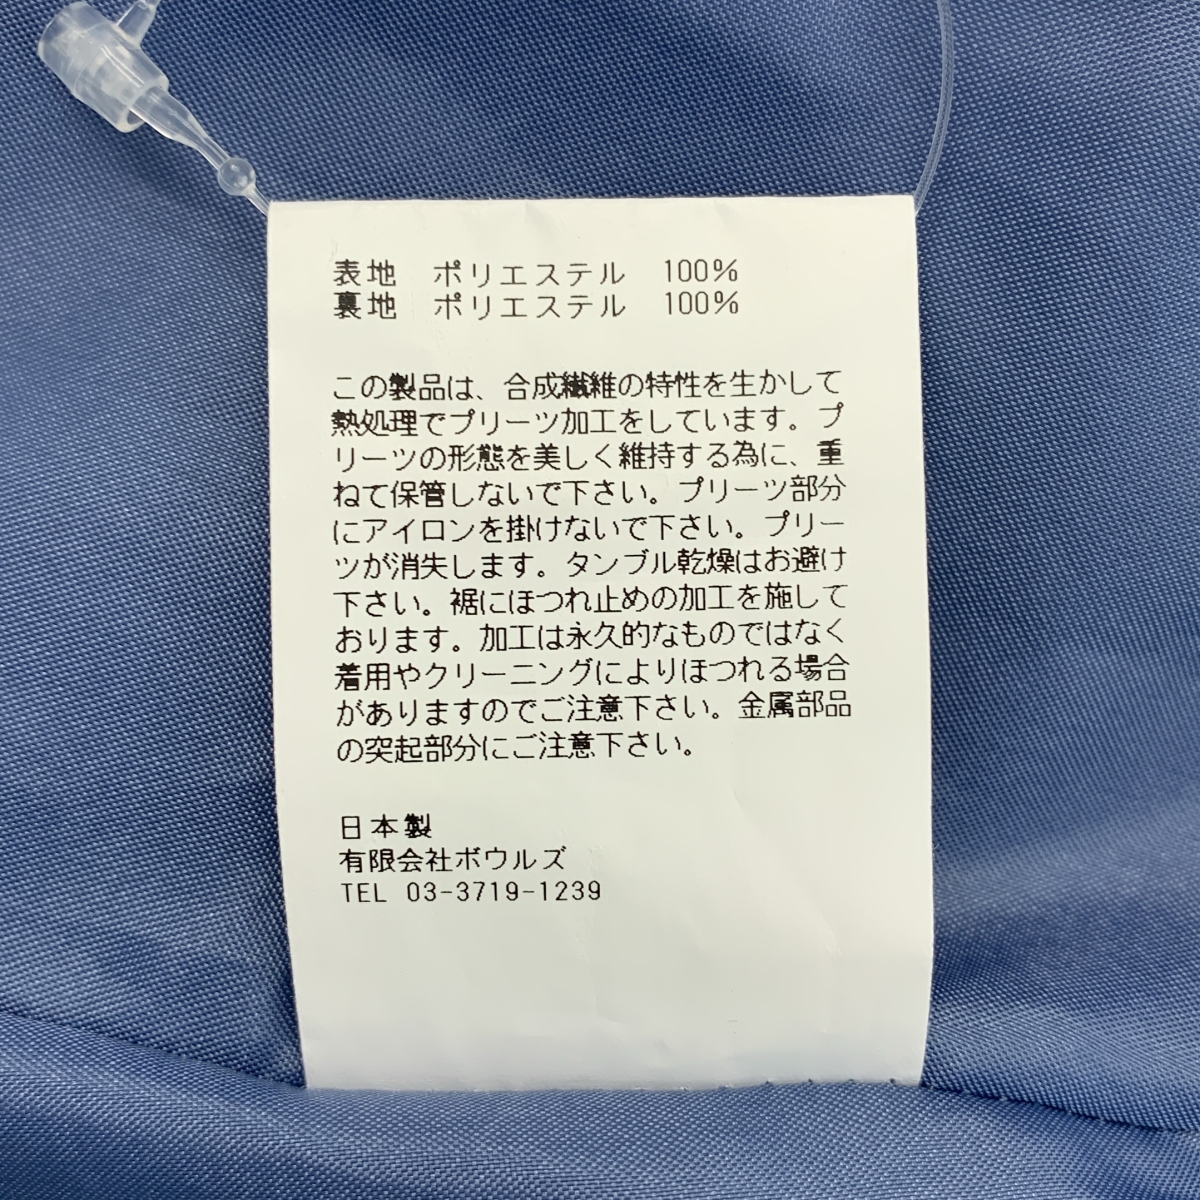 表地　ポリエステル　100%
裏地　ポリエステル　100%
この製品は、合成繊維の特性を生かして
熱処理でプリーツ加工をしています。プ
リーツの形態を美しく維持する為に、重
ねて保管しないで下さい。プリーツ部分
にアイロンを掛けないで下さい。プリー
ツが消失します。タンブル乾燥はお避け
下さい。裾にほつれ止めの加工を施して
おります。加工は永久的なものではなく
着用やクリーニングによりほつれる場合
がありますのでご注意下さい。金属部品
の突起部分にご注意下さい。
日本製
有限会社ボウルズ
TEL 03-3719-1239